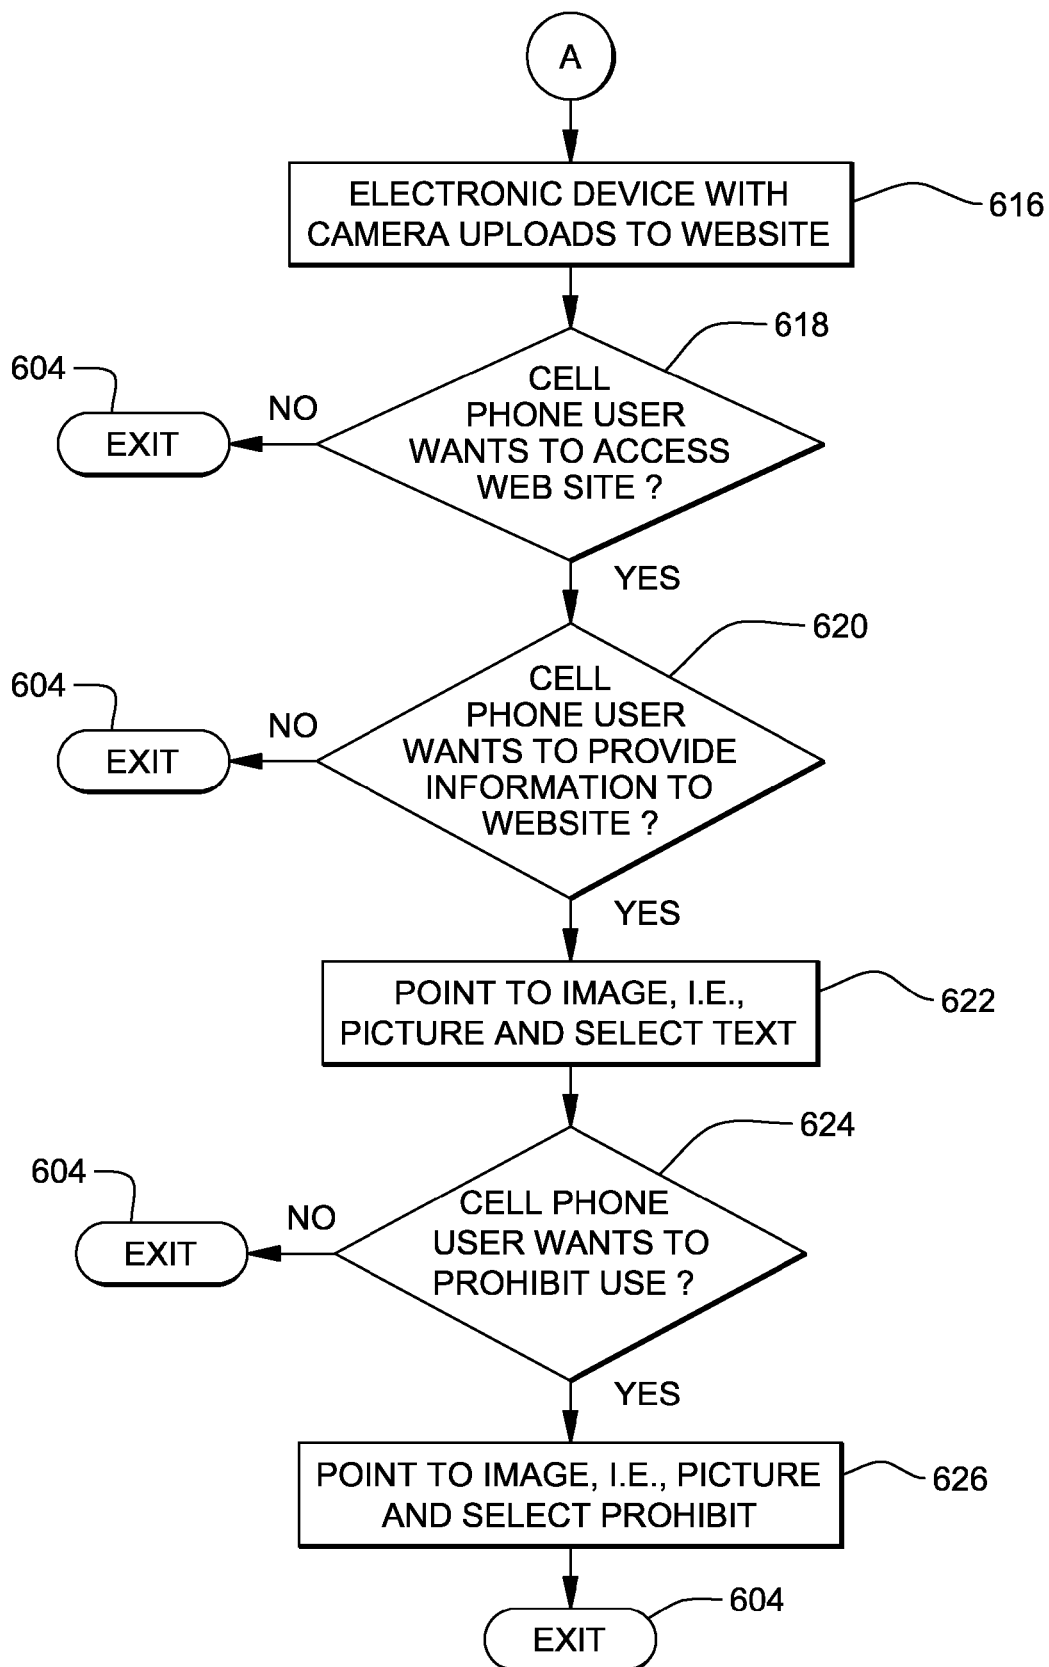 A
ELECTRONIC DEVICE WITH
CAMERA UPLOADS TO WEBSITE
616
618
CELL
PHONE USER
WANTS TO ACCESS
WEB SITE ?
604
NO
EXIT
YES
620
CELL
PHONE USER
WANTS TO PROVIDE
INFORMATION TO
WEBSITE ?
604
NO
EXIT
YES
POINT TO IMAGE, I.E.,
PICTURE AND SELECT TEXT
622
624
CELL PHONE
USER WANTS TO
PROHIBIT USE ?
604
NO
EXIT
YES
POINT TO IMAGE, I.E., PICTURE
AND SELECT PROHIBIT
626
604
EXIT